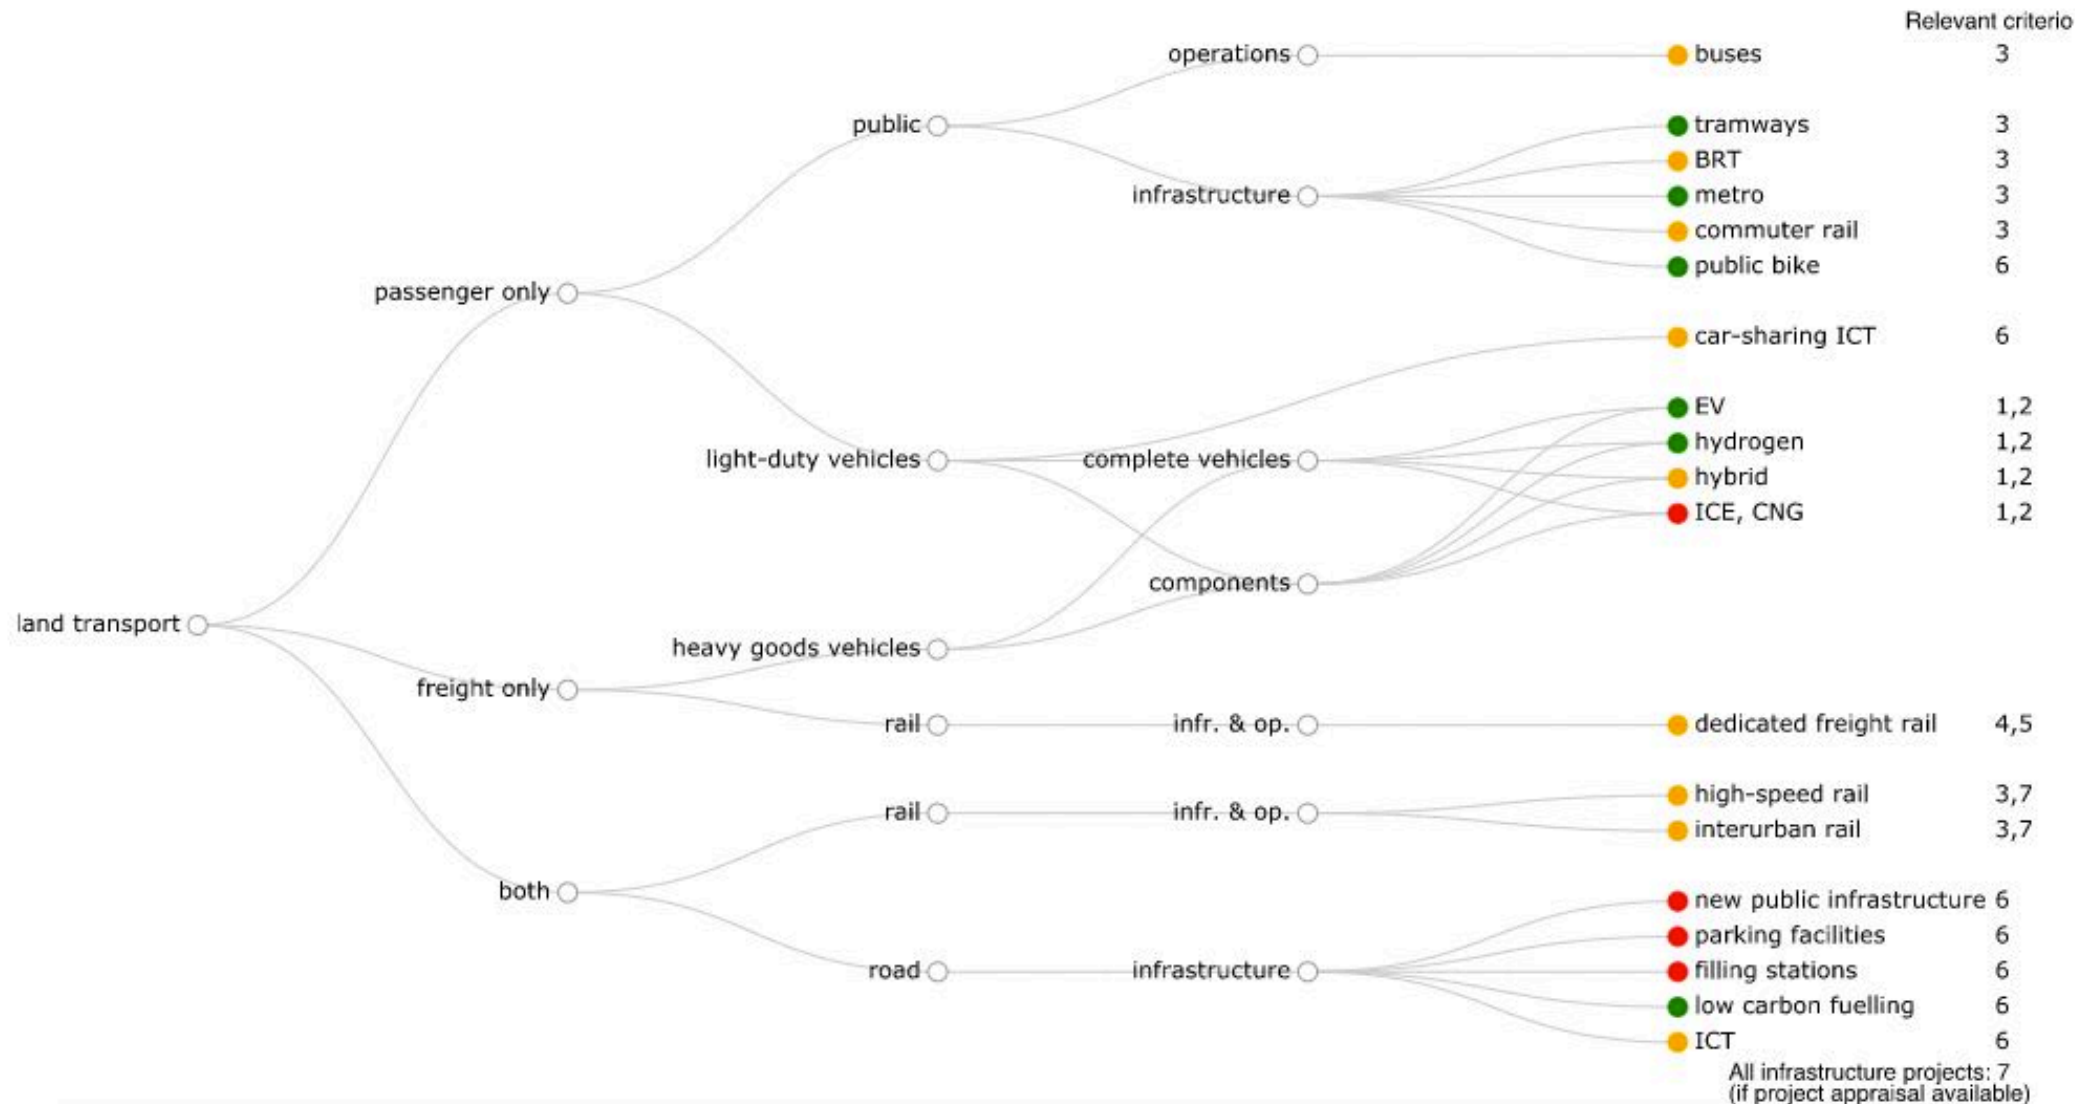 Relevant criterio
operations
buses 3
public
tramways 3
BRT 3
infrastructure
metro 3
commuter rail 3
public bike 6
passenger only
car-sharing ICT 6
EV 1,2
hydrogen 1,2
light-duty vehicles
complete vehicles
hybrid 1,2
ICE, CNG 1,2
components
land transport
heavy goods vehicles
freight only
rail
infr. & op.
dedicated freight rail 4,5
high-speed rail 3,7
rail
infr. & op.
interurban rail 3,7
both
new public infrastructure 6
parking facilities 6
road
infrastructure
filling stations 6
low carbon fuelling 6
ICT 6
All infrastructure projects: 7
(if project appraisal available)